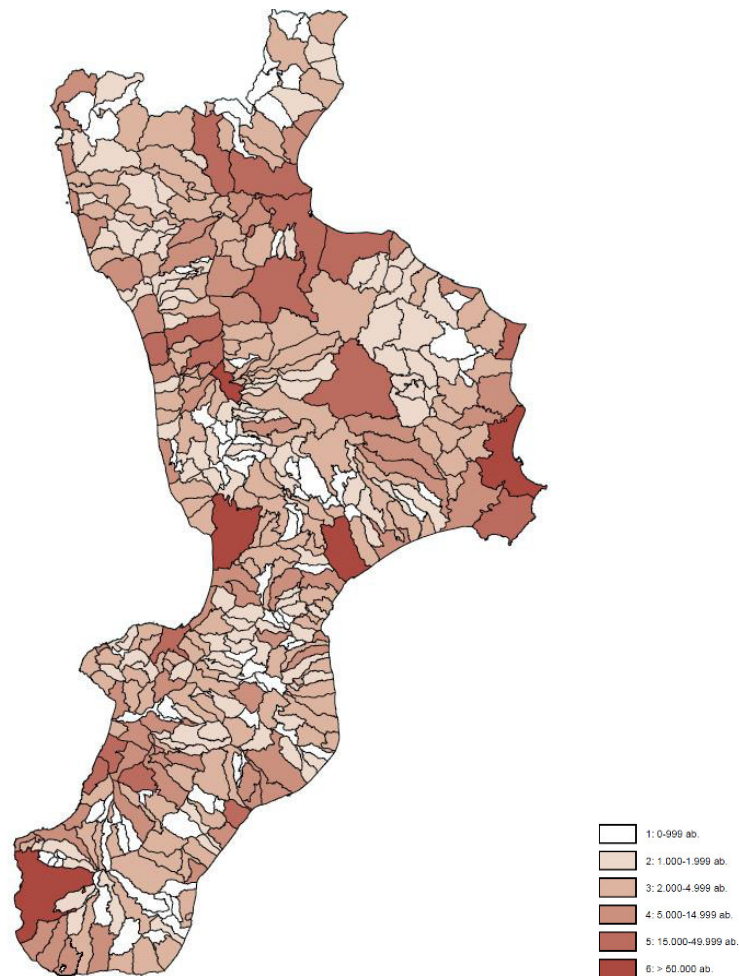 1: 0-999 ab.
2: 1.000-1.999 ab.
3: 2.000-4.999 ab.
4: 5.000-14.999 ab.
5: 15.000-49.999 ab.
6: > 50.000 ab.